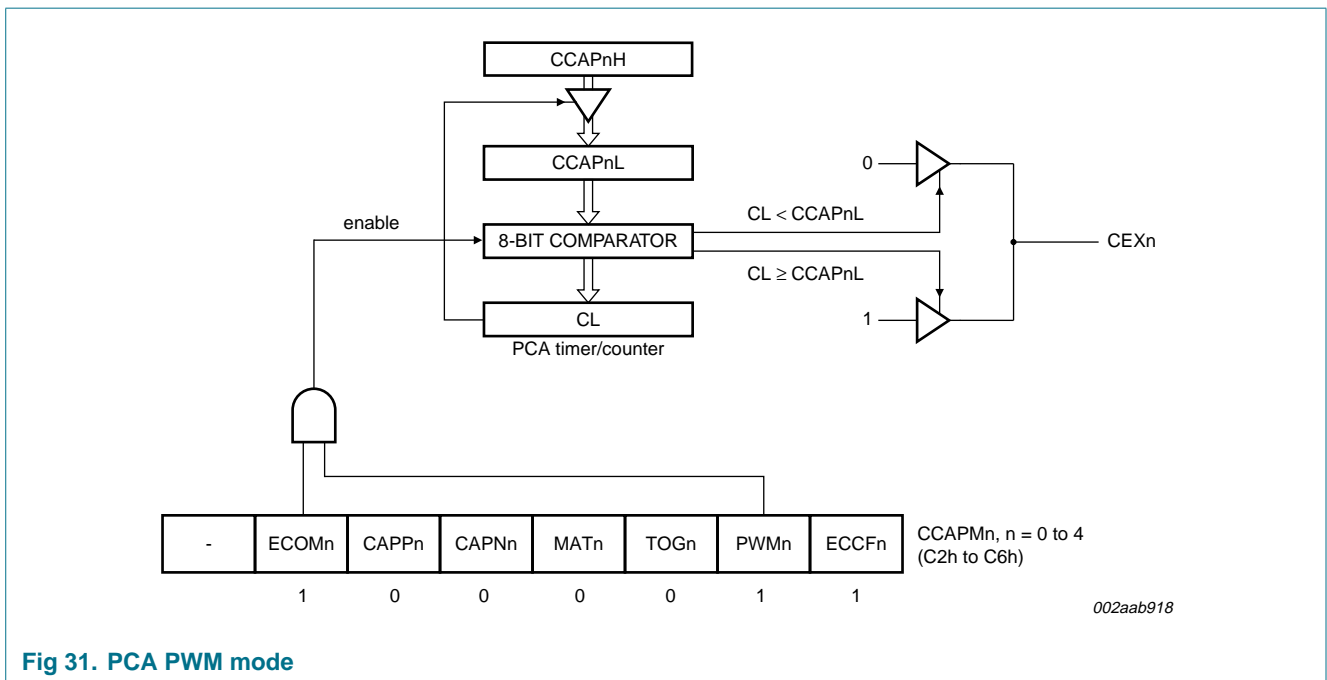 CCAPnH
CCAPnL
0
CL < CCAPnL
enable
8-BIT COMPARATOR
CEXn
CL ≥ CCAPnL
CL
1
PCA timer/counter
- ECOMn CAPPn CAPNn MATn TOGn PWMn ECCFn
CCAPMn, n = 0 to 4
(C2h to C6h)
1 0 0 0 0 1 1
002aab918
Fig 31. PCA PWM mode